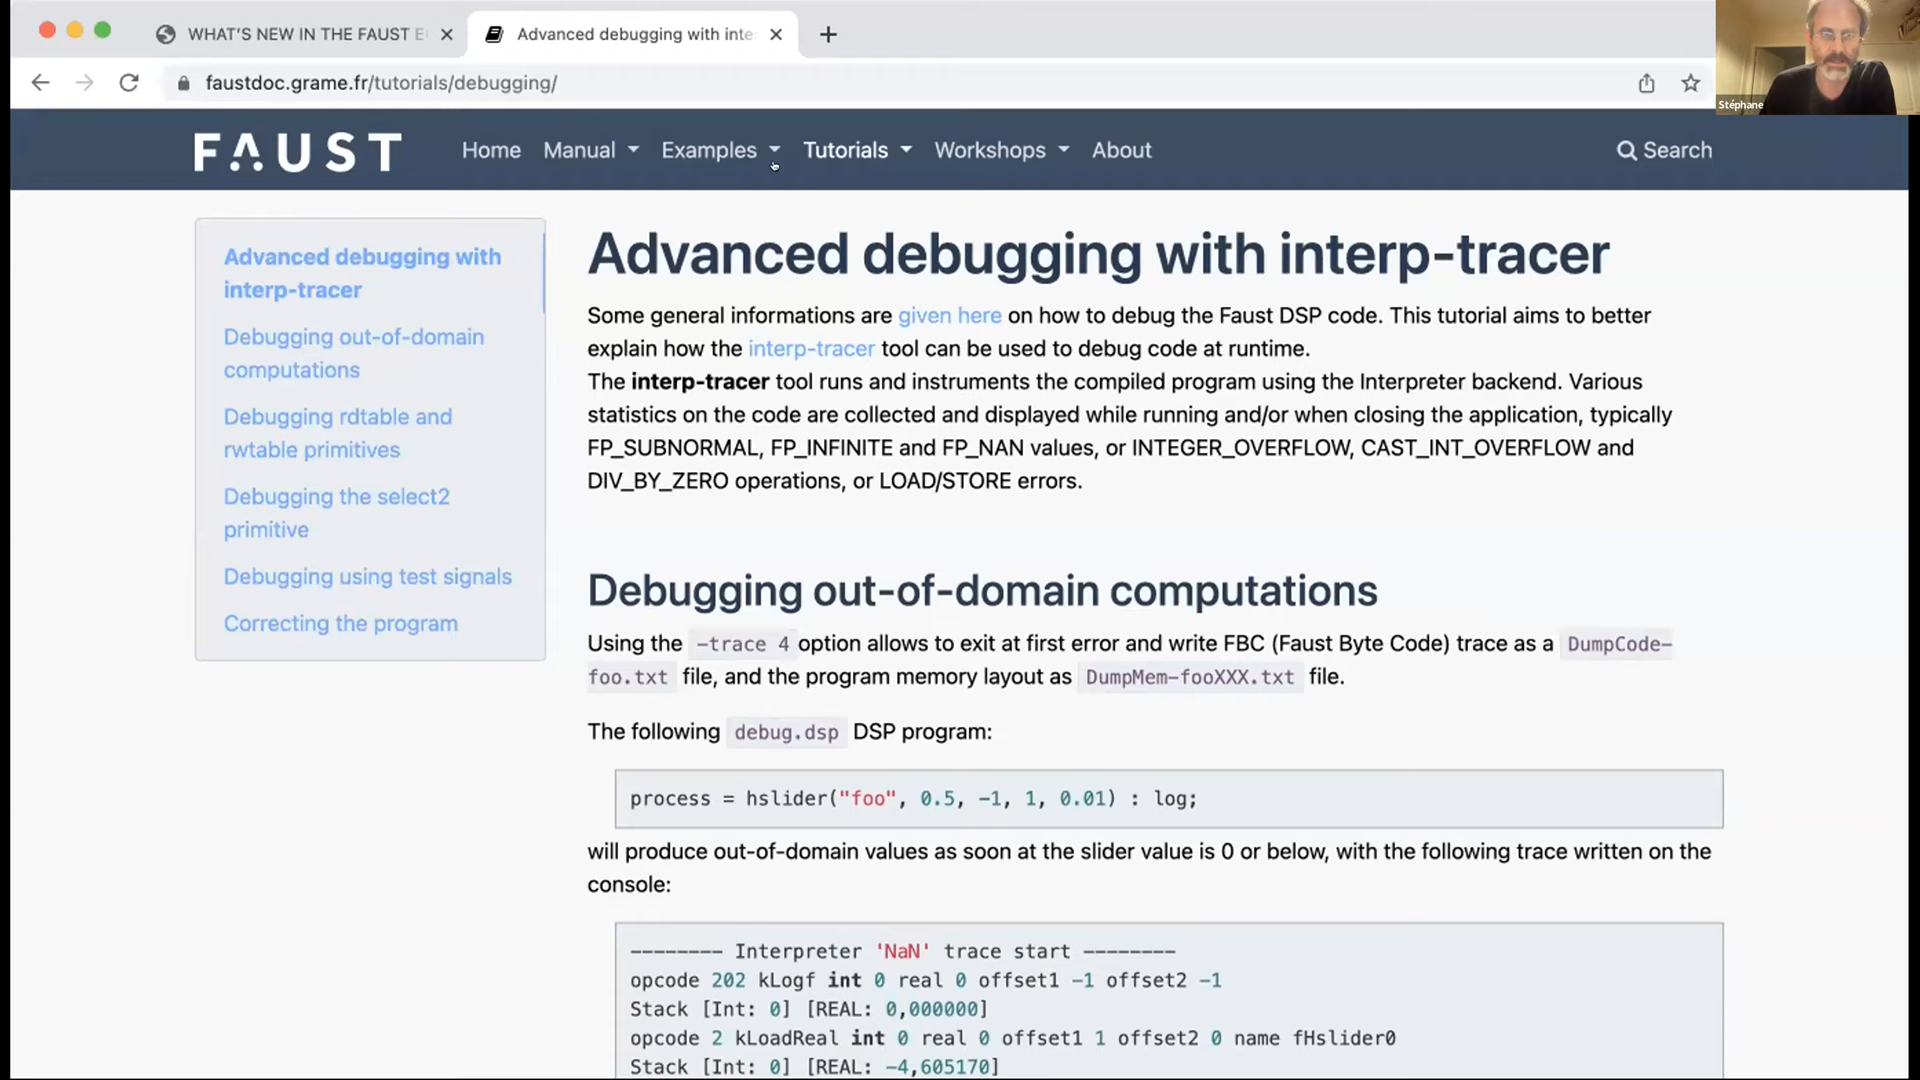 WHAT'S NEW IN THE FAUST E
Advanced debugging with inte
faustdoc.grame.fr/tutorials/debugging/
Stéphane
FAUST
Home Manual Examples Tutorials Workshops About Search
Advanced debugging with
interp-tracer
Debugging out-of-domain
computations
Debugging rdtable and
rwtable primitives
Debugging the select2
primitive
Debugging using test signals
Correcting the program
Advanced debugging with interp-tracer
Some general informations are given here on how to debug the Faust DSP code. This tutorial aims to better
explain how the interp-tracer tool can be used to debug code at runtime.
The interp-tracer tool runs and instruments the compiled program using the Interpreter backend. Various
statistics on the code are collected and displayed while running and/or when closing the application, typically
FP_SUBNORMAL, FP_INFINITE and FP_NAN values, or INTEGER_OVERFLOW, CAST_INT_OVERFLOW and
DIV_BY_ZERO operations, or LOAD/STORE errors.
Debugging out-of-domain computations
Using the -trace 4 option allows to exit at first error and write FBC (Faust Byte Code) trace as a DumpCode-
foo.txt file, and the program memory layout as DumpMem-fooXXX.txt file.
The following debug.dsp DSP program:
process = hslider("foo", 0.5, -1, 1, 0.01) : log;
will produce out-of-domain values as soon at the slider value is 0 or below, with the following trace written on the
console:
-------- Interpreter 'NaN' trace start --------
opcode 202 kLogf int 0 real 0 offset1 -1 offset2 -1
Stack [Int: 0] [REAL: 0,000000]
opcode 2 kLoadReal int 0 real 0 offset1 1 offset2 0 name fHslider0
Stack [Int: 0] [REAL: -4,605170]